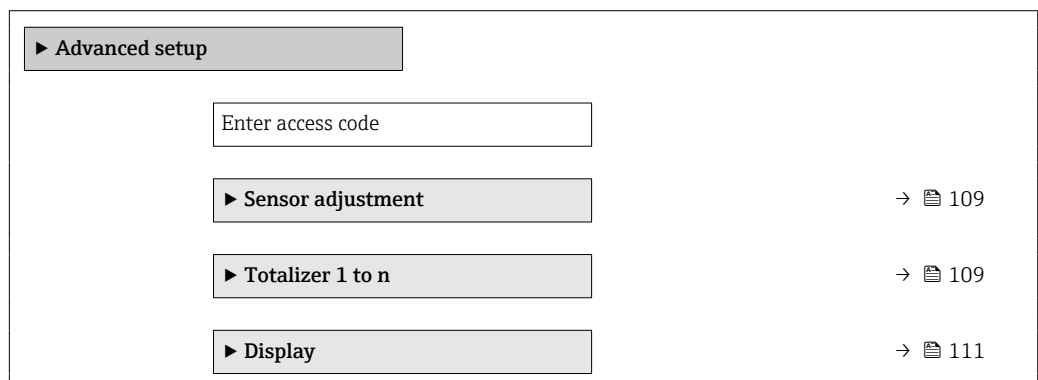 ▶ Advanced setup
Enter access code
▶ Sensor adjustment → 🖹 109
▶ Totalizer 1 to n → 🖹 109
▶ Display → 🖹 111